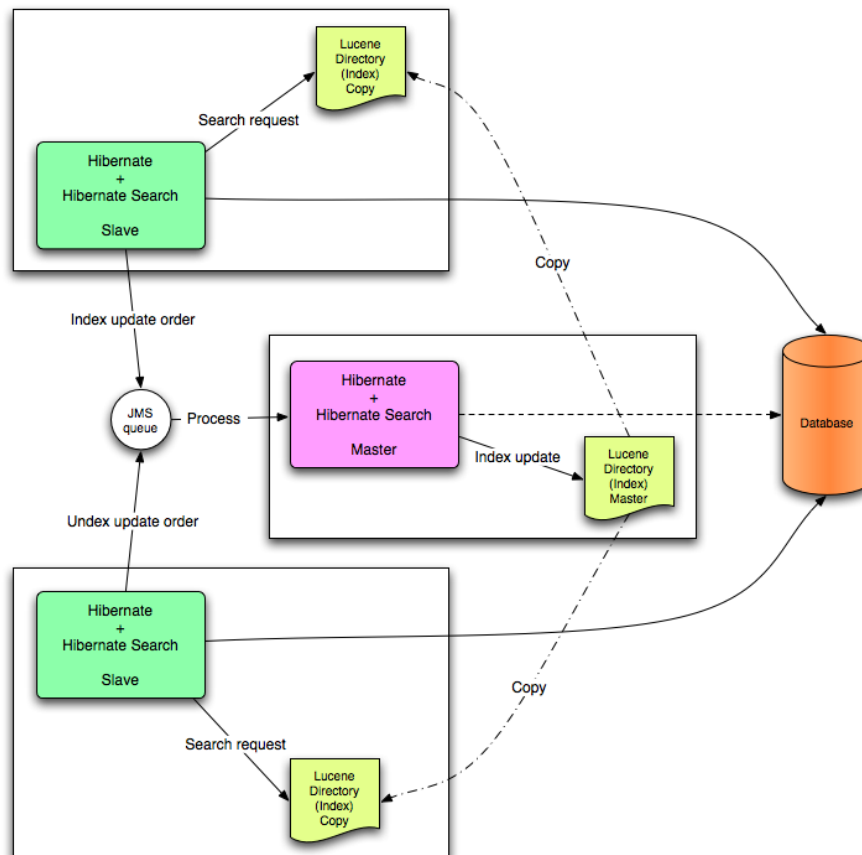 Lucene
Directory
(Index)
Copy
Search request
Hibernate
+
Hibernate Search
Slave
Copy
Index update order
Hibernate
+
Hibernate Search
Master
JMS
queue
Process
Database
Index update
Lucene
Directory
(Index)
Master
Undex update order
Hibernate
+
Hibernate Search
Slave
Copy
Search request
Lucene
Directory
(Index)
Copy